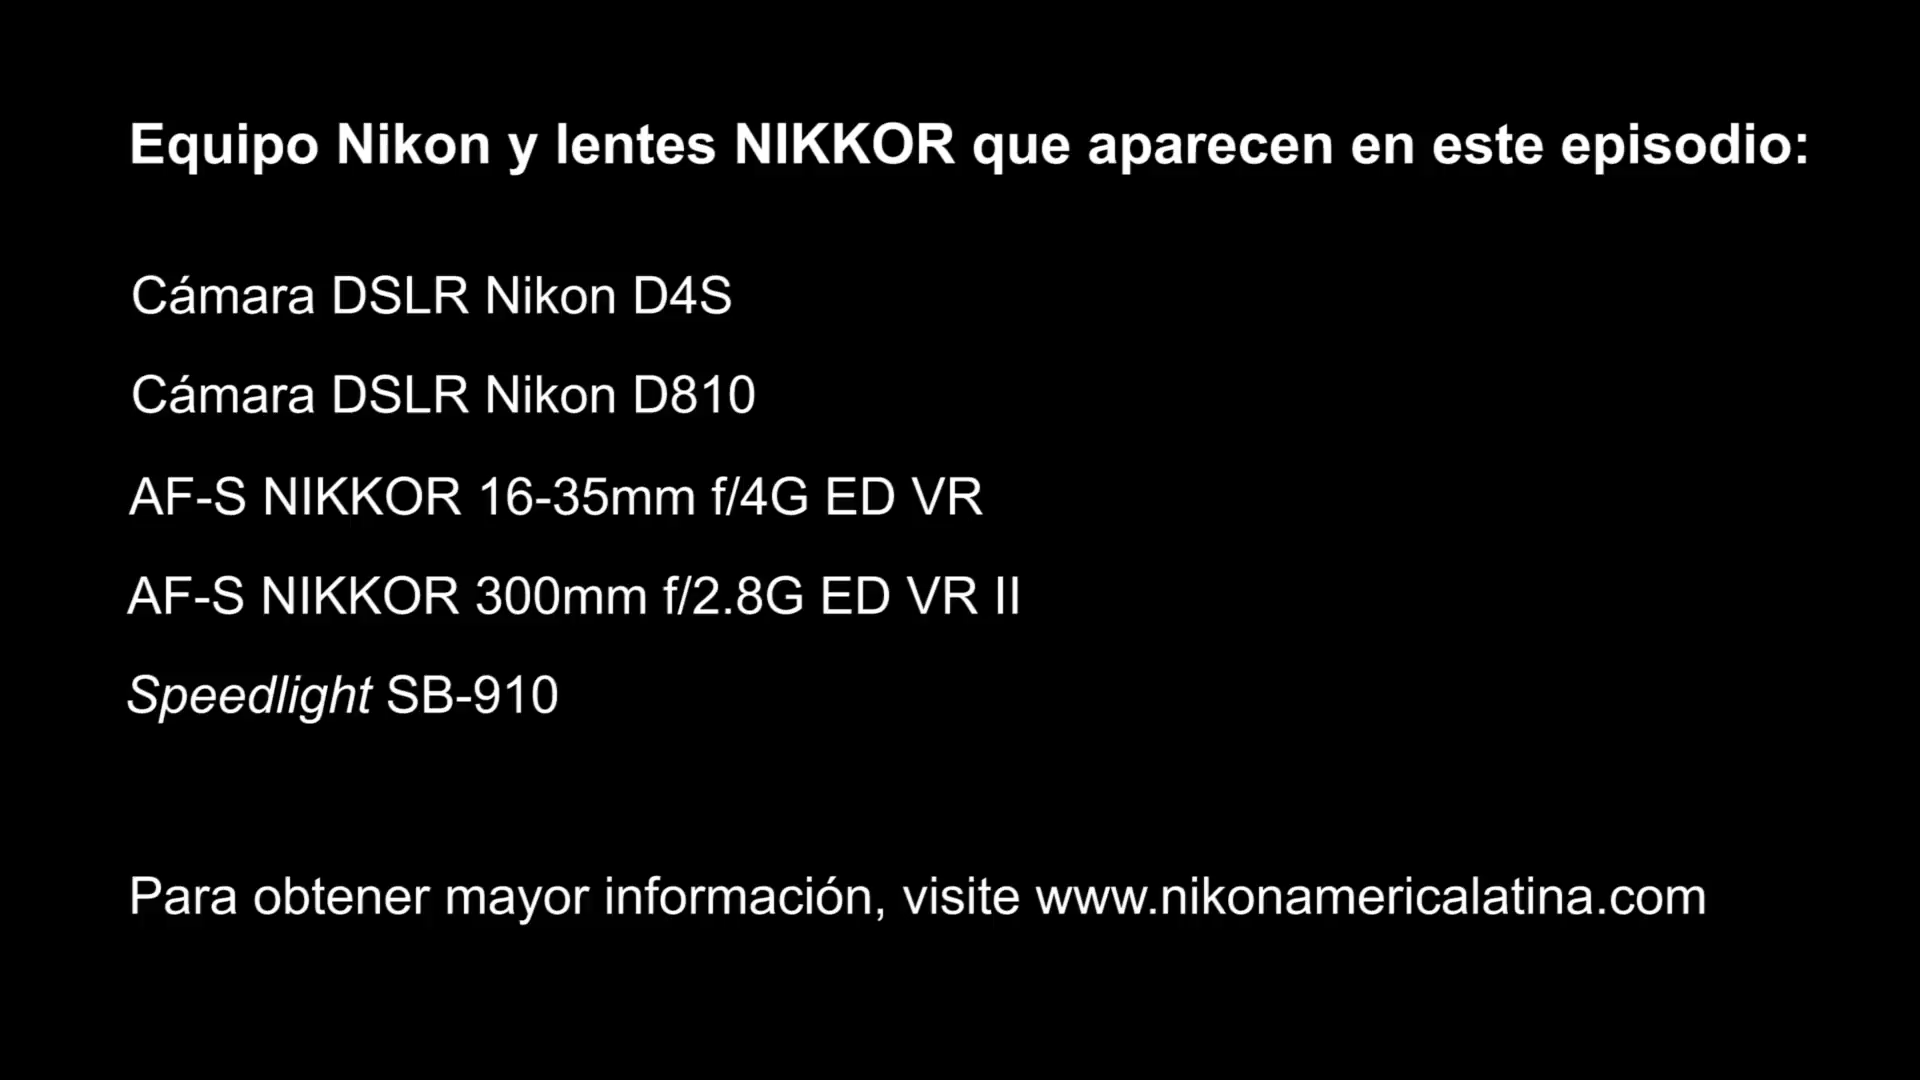 Equipo Nikon y lentes NIKKOR que aparecen en este episodio:
Cámara DSLR Nikon D4S
Cámara DSLR Nikon D810
AF-S NIKKOR 16-35mm f/4G ED VR
AF-S NIKKOR 300mm f/2.8G ED VR II
Speedlight SB-910
Para obtener mayor información, visite www.nikonamericalatina.com